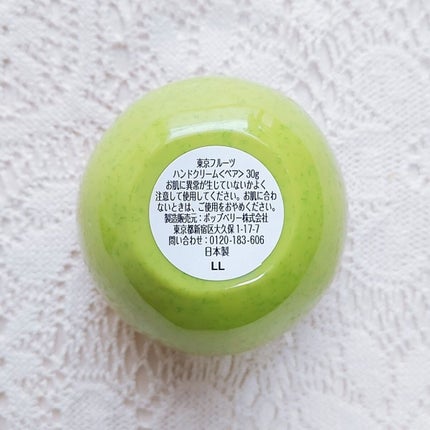 東京フルーツ
ハンドクリーム<ペア> 30g
お肌に異常が生じていないかよく
注意して使用してください。お肌に合わ
ないときは、ご使用をおやめください。
製造販売元：ポップベリー株式会社
東京都新宿区大久保 1-17-7
問い合わせ：0120-183-606
日本製
LL